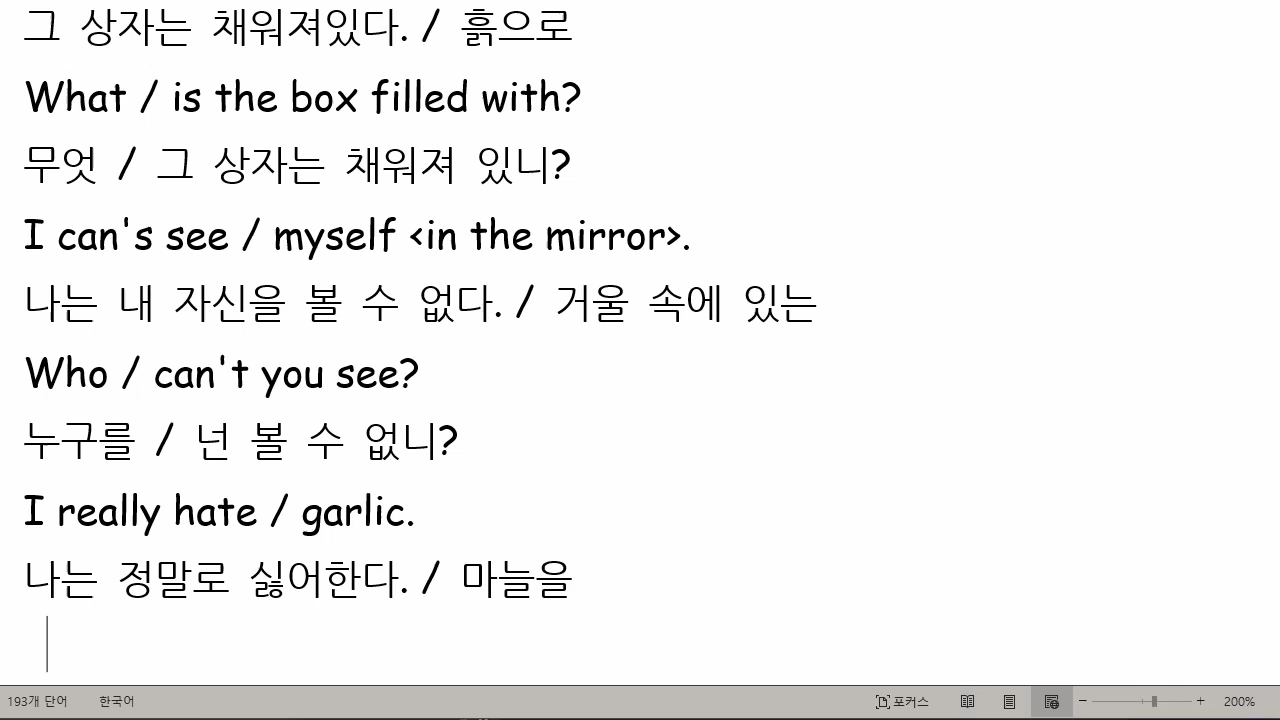 그 상자는 채워져있다. / 흙으로
What / is the box filled with?
무엇 / 그 상자는 채워져 있니?
I can's see / myself <in the mirror>.
나는 내 자신을 볼 수 없다. / 거울 속에 있는
Who / can't you see?
누구를 / 넌 볼 수 없니?
I really hate / garlic.
나는 정말로 싫어한다. / 마늘을
193개 단어 한국어 포커스 200%